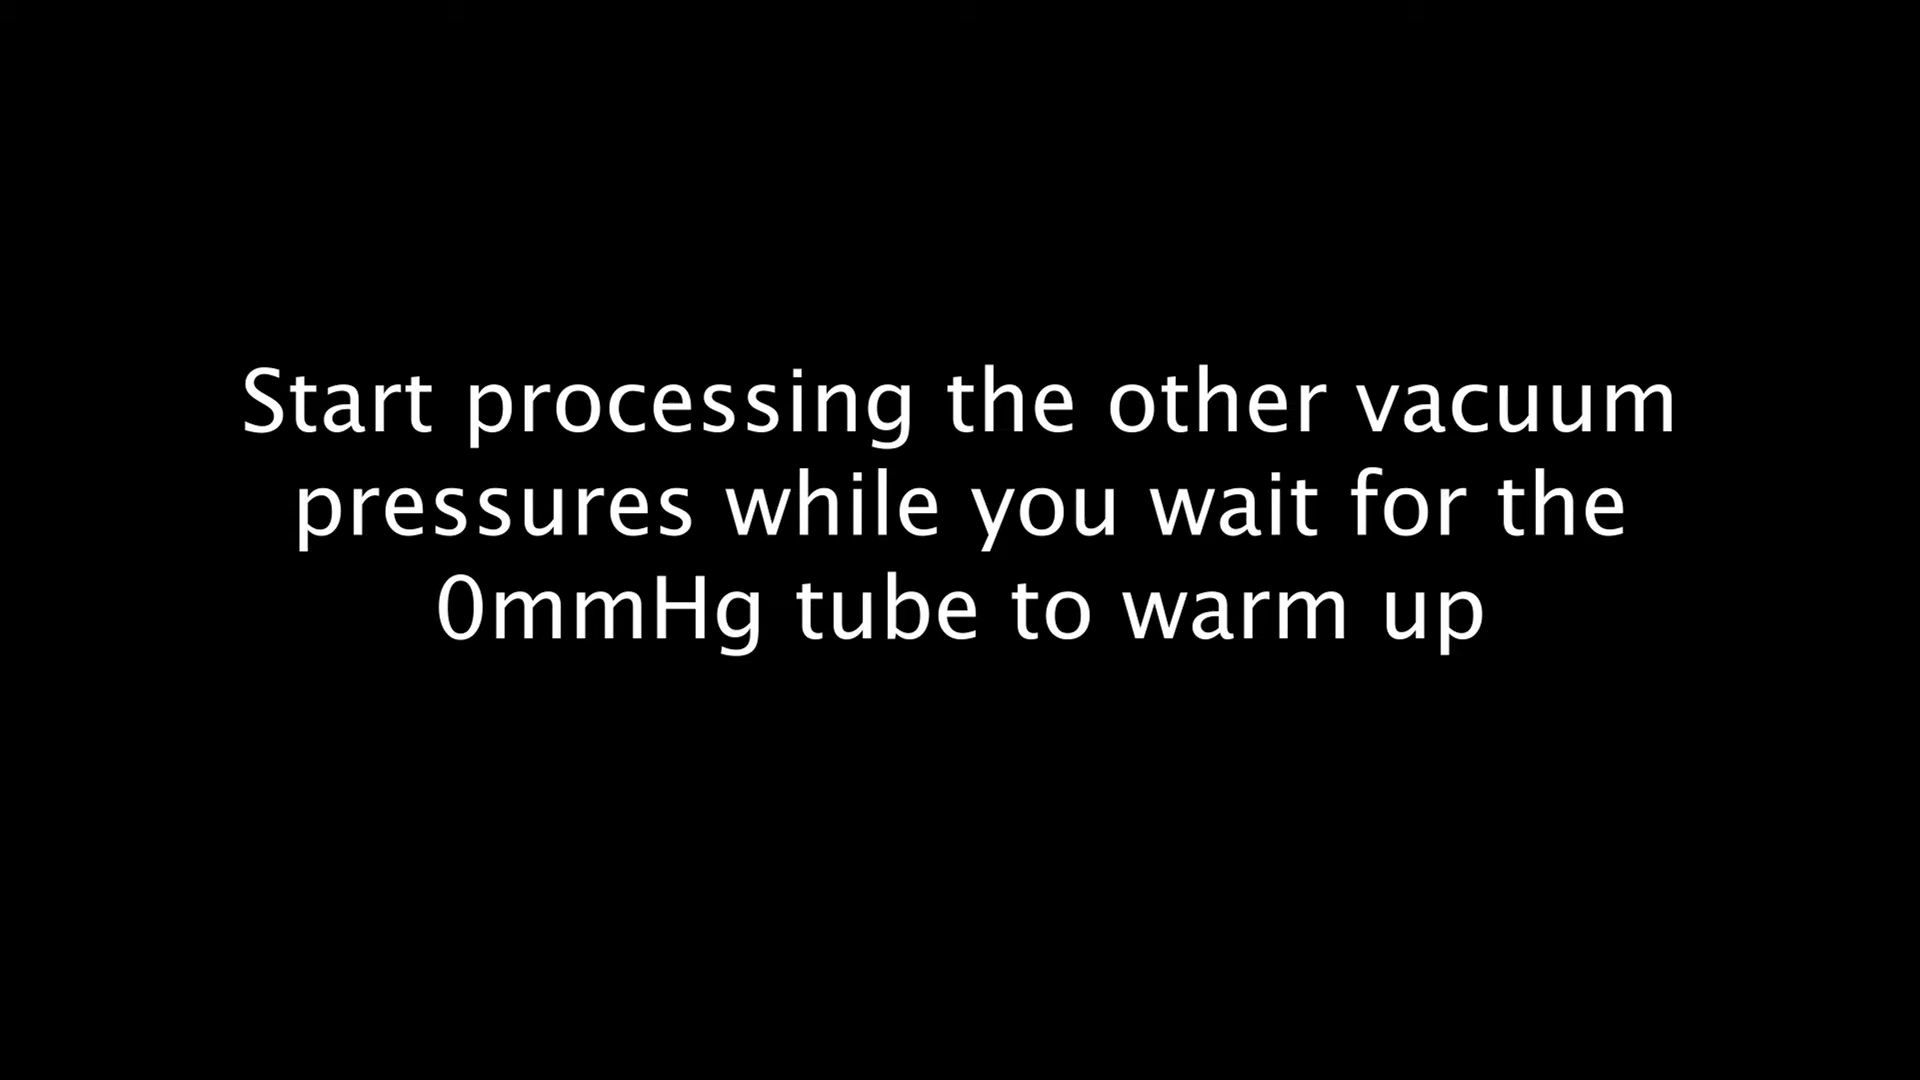 Start processing the other vacuum
pressures while you wait for the
0mmHg tube to warm up